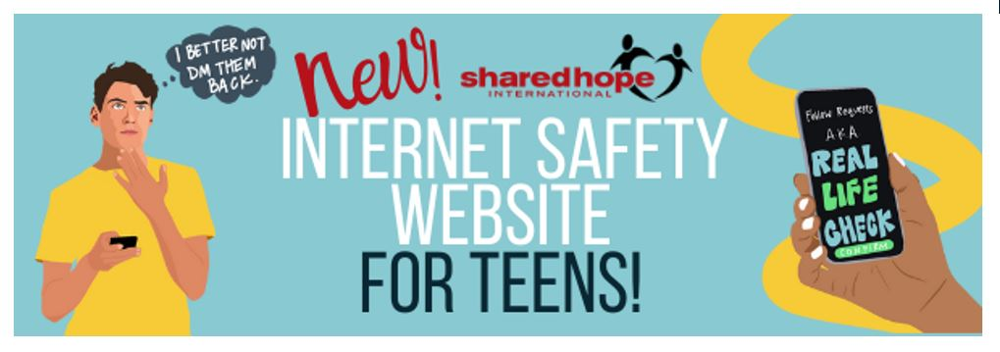 I BETTER NOT
DM THEM
BACK.
New!
sharedhope
INTERNATIONAL
INTERNET SAFETY
WEBSITE
FOR TEENS!
Follow Requests
A.K.A
REAL
LIFE
CHECK
CONFIRM